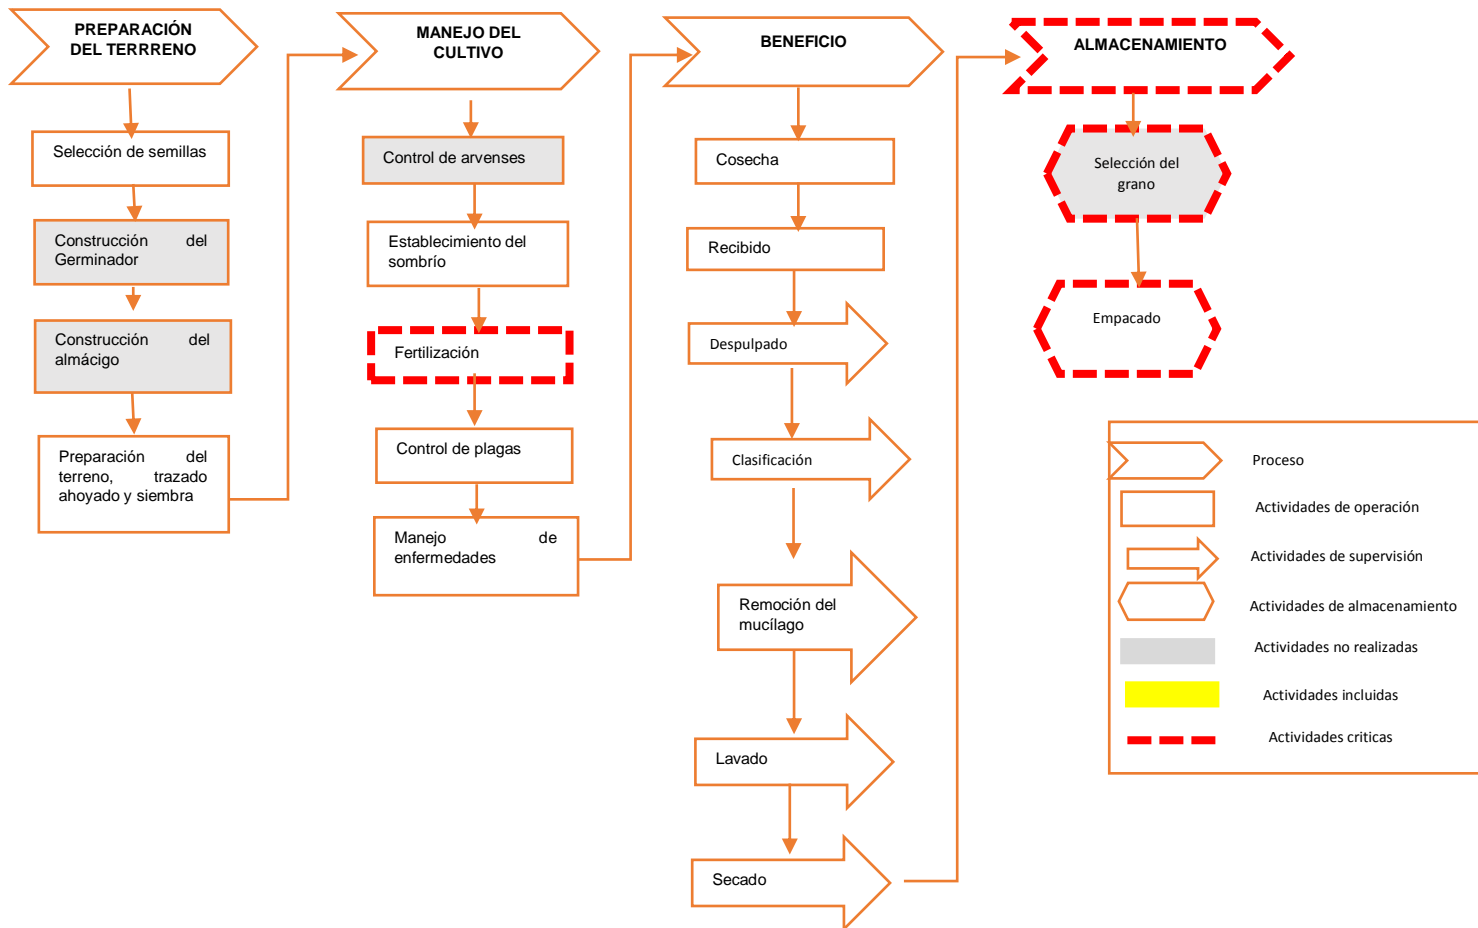 PREPARACIÓN
DEL TERRRENO
Selección de semillas
Construcción del
Germinador
Construcción del
almácigo
Preparación del
terreno, trazado
ahoyado y siembra
MANEJO DEL
CULTIVO
Control de arvenses
Establecimiento del
sombrío
Fertilización
Control de plagas
Manejo de
enfermedades
BENEFICIO
Cosecha
Recibido
Despulpado
Clasificación
Remoción del
mucílago
Lavado
Secado
ALMACENAMIENTO
Selección del
grano
Empacado
Proceso
Actividades de operación
Actividades de supervisión
Actividades de almacenamiento
Actividades no realizadas
Actividades incluidas
Actividades criticas